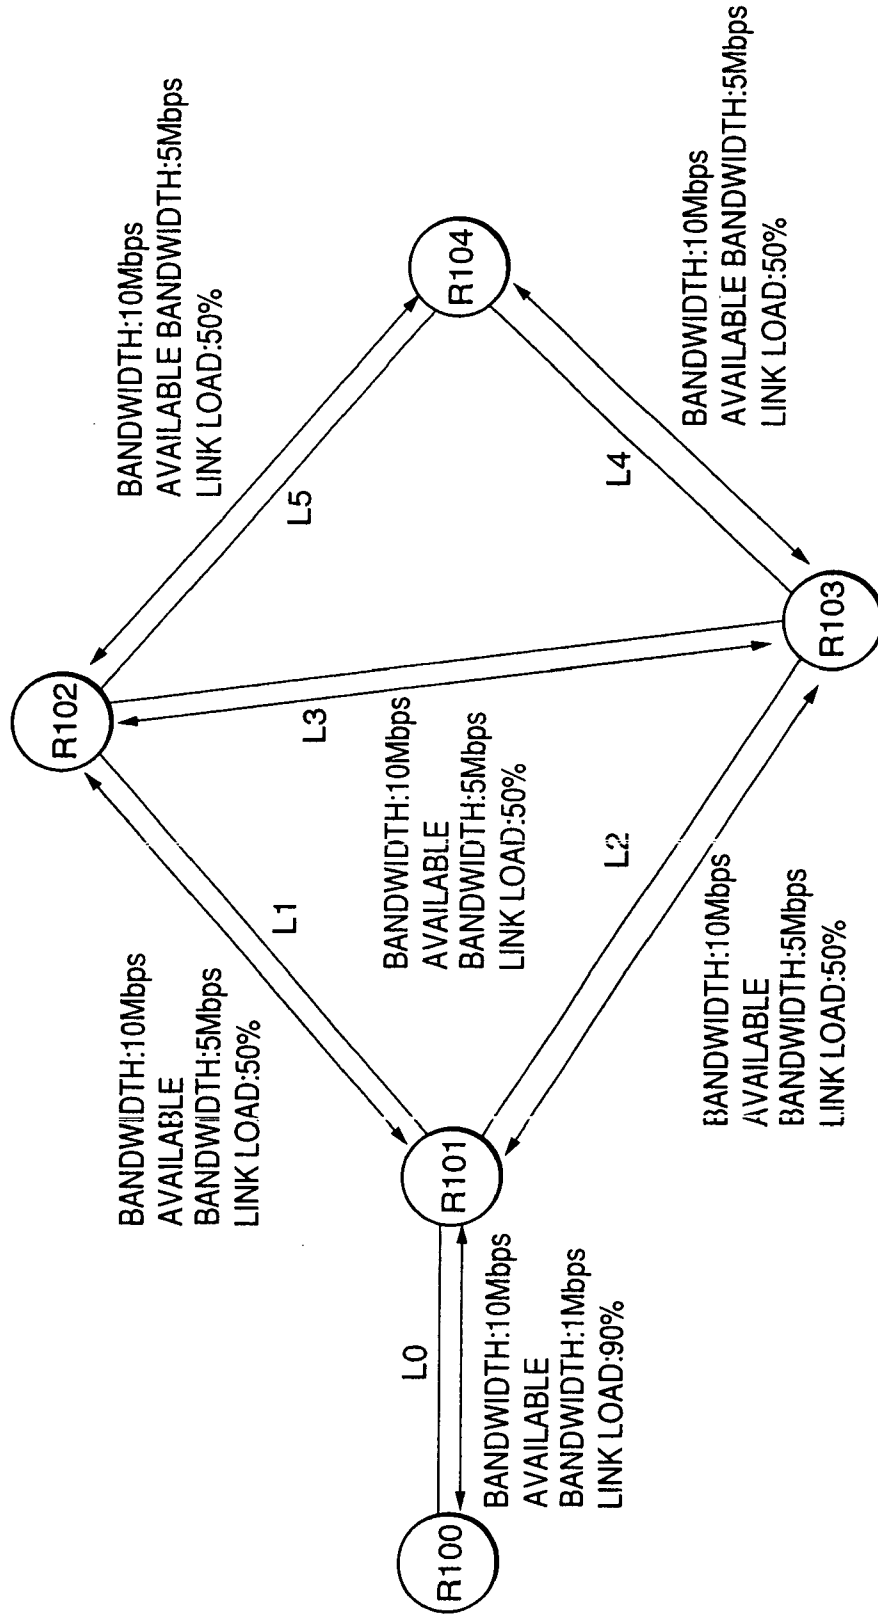 R100
L0
BANDWIDTH:10Mbps
AVAILABLE
BANDWIDTH:1Mbps
LINK LOAD:90%
R101
BANDWIDTH:10Mbps
AVAILABLE
BANDWIDTH:5Mbps
LINK LOAD:50%
L1
R102
L3
BANDWIDTH:10Mbps
AVAILABLE
BANDWIDTH:5Mbps
LINK LOAD:50%
L2
BANDWIDTH:10Mbps
AVAILABLE
BANDWIDTH:5Mbps
LINK LOAD:50%
R103
BANDWIDTH:10Mbps
AVAILABLE BANDWIDTH:5Mbps
LINK LOAD:50%
L5
L4
R104
BANDWIDTH:10Mbps
AVAILABLE BANDWIDTH:5Mbps
LINK LOAD:50%